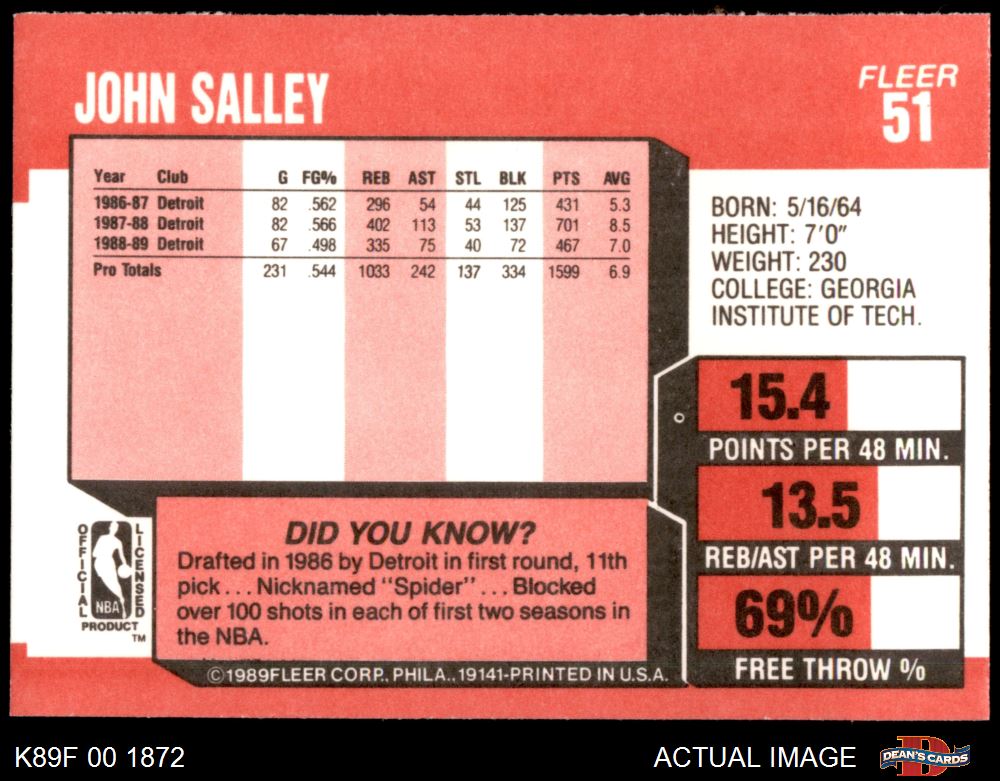 JOHN SALLEY
FLEER
51
Year Club G FG% REB AST STL BLK PTS AVG
1986-87 Detroit 82 .562 296 54 44 125 431 5.3
1987-88 Detroit 82 .566 402 113 53 137 701 8.5
1988-89 Detroit 67 .498 335 75 40 72 467 7.0
Pro Totals 231 .544 1033 242 137 334 1599 6.9
BORN: 5/16/64
HEIGHT: 7'0"
WEIGHT: 230
COLLEGE: GEORGIA
INSTITUTE OF TECH.
15.4
POINTS PER 48 MIN.
13.5
REB/AST PER 48 MIN.
69%
FREE THROW %
OFFICIAL
NBA
LICENSED
PRODUCT
TM
DID YOU KNOW?
Drafted in 1986 by Detroit in first round, 11th
pick... Nicknamed "Spider"... Blocked
over 100 shots in each of first two seasons in
the NBA.
©1989FLEER CORP., PHILA., 19141-PRINTED IN U.S.A.
K89F 00 1872
ACTUAL IMAGE
DEAN'S CARDS